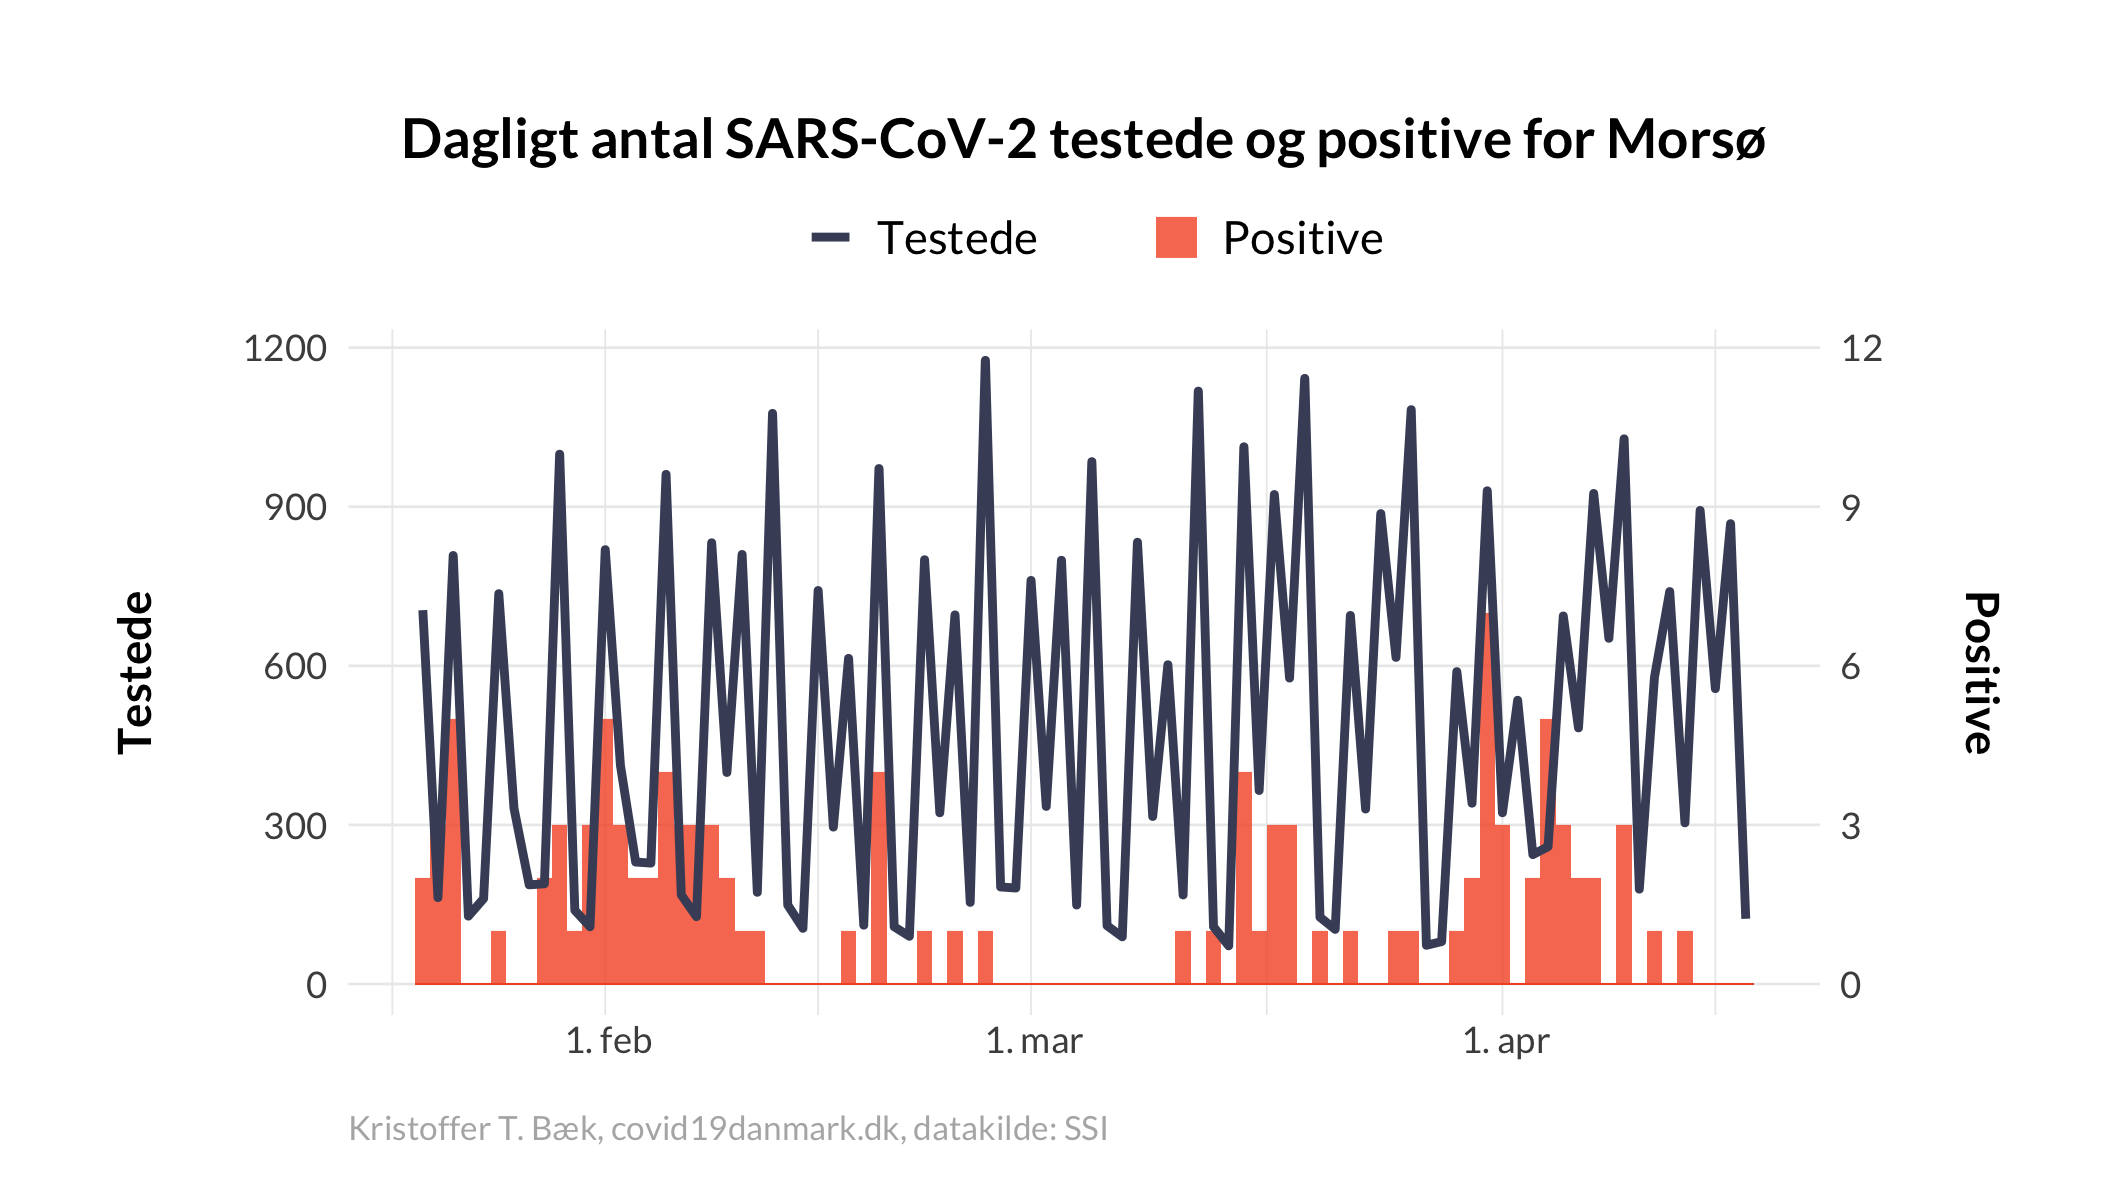 Dagligt antal SARS-CoV-2 testede og positive for Morsø
Testede
Positive
1200
900
600
300
0
12
9
6
3
0
Testede
Positive
1. feb
1. mar
1. apr
Kristoffer T. Bæk, covid19danmark.dk, datakilde: SSI